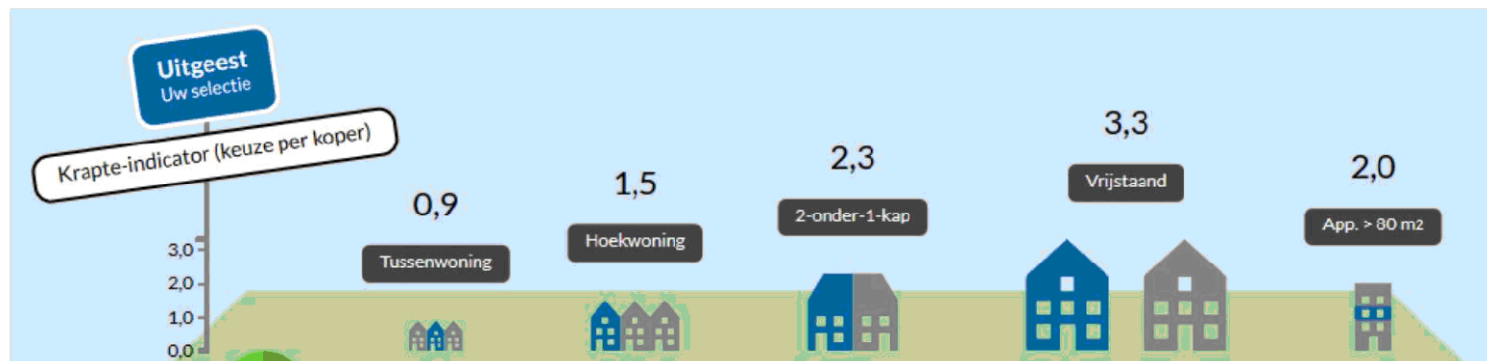 Uitgeest
Uw selectie
Krapte-indicator (keuze per koper)
3,0
2,0
1,0
0,0
0,9
Tussenwoning
1,5
Hoekwoning
2,3
2-onder-1-kap
3,3
Vrijstaand
2,0
App. > 80 m2